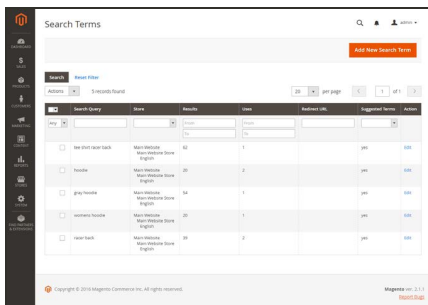 Search Terms
admin
Add New Search Term
Search
Reset Filter
Actions
5 records found
20
per page
1
of 1
Search Query
Store
Results
Uses
Redirect URL
Suggested Terms
Action
Any
From
To
From
To
tee shirt racer back
Main Website
Main Website Store
English
62
1
yes
Edit
hoodie
Main Website
Main Website Store
English
20
2
yes
Edit
gray hoodie
Main Website
Main Website Store
English
54
1
yes
Edit
womens hoodie
Main Website
Main Website Store
English
20
1
yes
Edit
racer back
Main Website
Main Website Store
English
39
2
yes
Edit
DASHBOARD
SALES
PRODUCTS
CUSTOMERS
MARKETING
CONTENT
REPORTS
STORES
SYSTEM
FIND PARTNERS
& EXTENSIONS
Copyright © 2016 Magento Commerce Inc. All rights reserved.
Magento ver. 2.1.1
Report Bugs